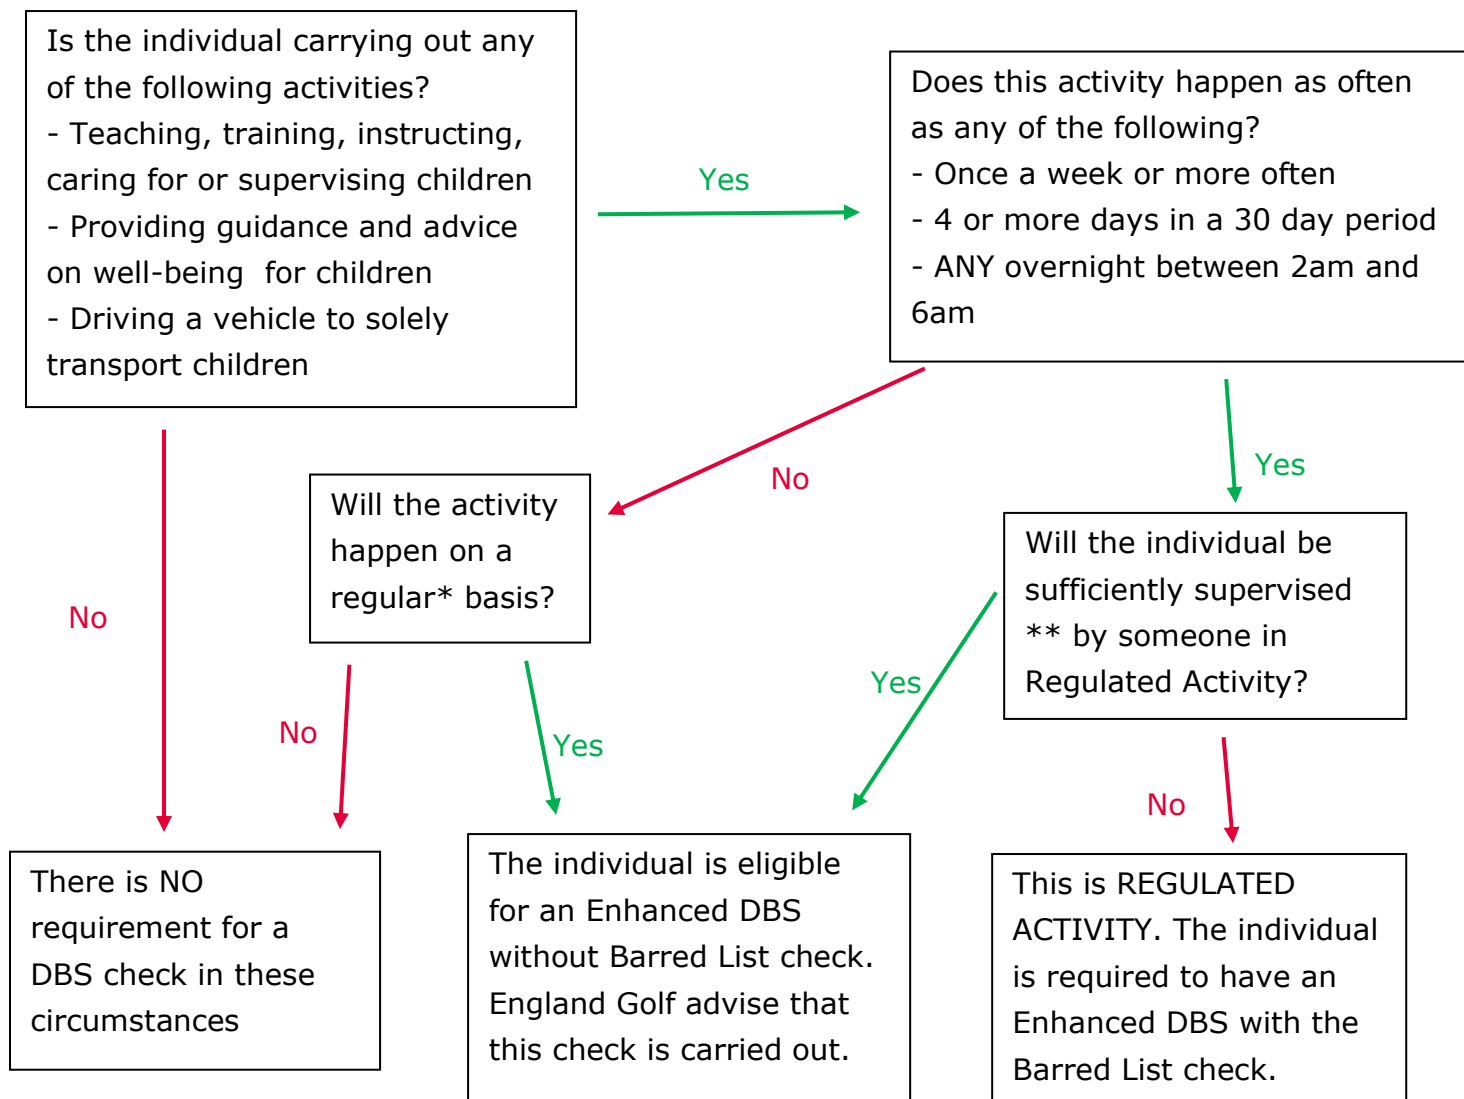 Is the individual carrying out any
of the following activities?
- Teaching, training, instructing,
caring for or supervising children
- Providing guidance and advice
on well-being  for children
- Driving a vehicle to solely
transport children
Yes
Does this activity happen as often
as any of the following?
- Once a week or more often
- 4 or more days in a 30 day period
- ANY overnight between 2am and
6am
No
Yes
Will the activity
happen on a
regular* basis?
Will the individual be
sufficiently supervised
** by someone in
Regulated Activity?
No
No
Yes
Yes
No
There is NO
requirement for a
DBS check in these
circumstances
The individual is eligible
for an Enhanced DBS
without Barred List check.
England Golf advise that
this check is carried out.
This is REGULATED
ACTIVITY. The individual
is required to have an
Enhanced DBS with the
Barred List check.